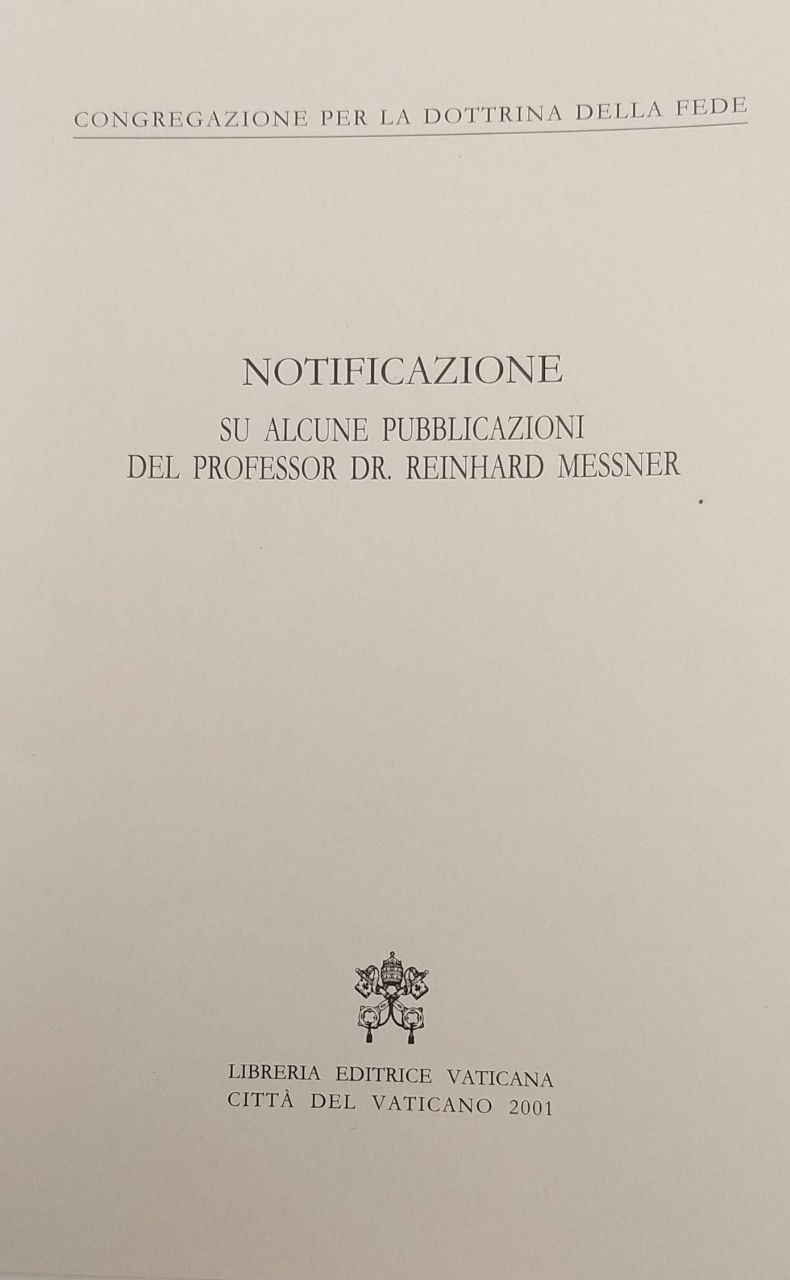 CONGREGAZIONE PER LA DOTTRINA DELLA FEDE
NOTIFICAZIONE
SU ALCUNE PUBBLICAZIONI
DEL PROFESSOR DR. REINHARD MESSNER
LIBRERIA EDITRICE VATICANA
CITTÀ DEL VATICANO 2001